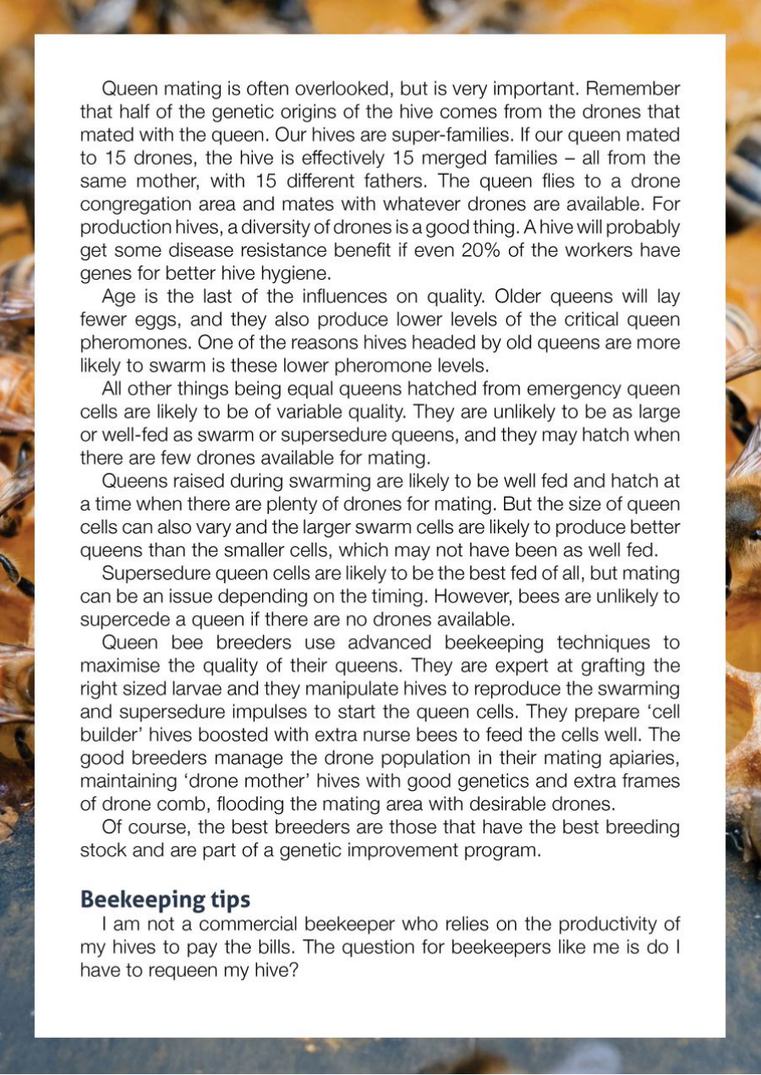 Queen mating is often overlooked, but is very important. Remember
that half of the genetic origins of the hive comes from the drones that
mated with the queen. Our hives are super-families. If our queen mated
to 15 drones, the hive is effectively 15 merged families – all from the
same mother, with 15 different fathers. The queen flies to a drone
congregation area and mates with whatever drones are available. For
production hives, a diversity of drones is a good thing. A hive will probably
get some disease resistance benefit if even 20% of the workers have
genes for better hive hygiene.
Age is the last of the influences on quality. Older queens will lay
fewer eggs, and they also produce lower levels of the critical queen
pheromones. One of the reasons hives headed by old queens are more
likely to swarm is these lower pheromone levels.
All other things being equal queens hatched from emergency queen
cells are likely to be of variable quality. They are unlikely to be as large
or well-fed as swarm or supersedure queens, and they may hatch when
there are few drones available for mating.
Queens raised during swarming are likely to be well fed and hatch at
a time when there are plenty of drones for mating. But the size of queen
cells can also vary and the larger swarm cells are likely to produce better
queens than the smaller cells, which may not have been as well fed.
Supersedure queen cells are likely to be the best fed of all, but mating
can be an issue depending on the timing. However, bees are unlikely to
supercede a queen if there are no drones available.
Queen bee breeders use advanced beekeeping techniques to
maximise the quality of their queens. They are expert at grafting the
right sized larvae and they manipulate hives to reproduce the swarming
and supersedure impulses to start the queen cells. They prepare ‘cell
builder’ hives boosted with extra nurse bees to feed the cells well. The
good breeders manage the drone population in their mating apiaries,
maintaining ‘drone mother’ hives with good genetics and extra frames
of drone comb, flooding the mating area with desirable drones.
Of course, the best breeders are those that have the best breeding
stock and are part of a genetic improvement program.
Beekeeping tips
I am not a commercial beekeeper who relies on the productivity of
my hives to pay the bills. The question for beekeepers like me is do I
have to requeen my hive?